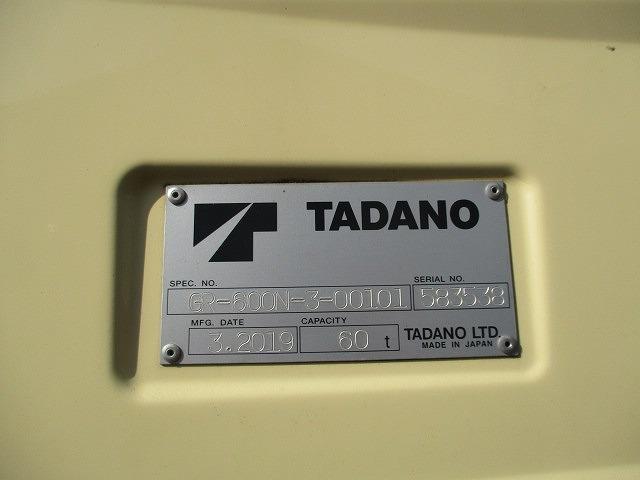 TADANO
SPEC. NO. SERIAL NO.
GR-600N-3-00101 583538
MFG. DATE CAPACITY
3.2019 60 t TADANO LTD.
MADE IN JAPAN